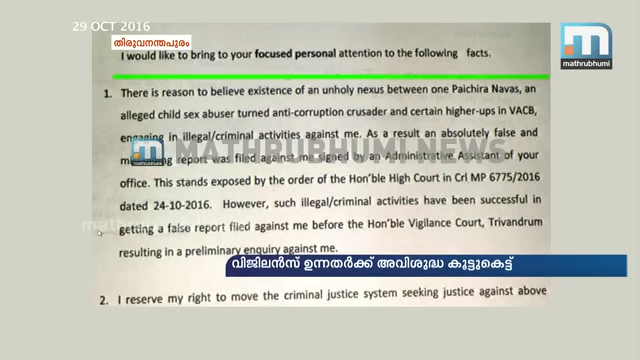 29 OCT 2016
തിരുവനന്തപുരം
mathrubhumi
I would like to bring to your focused personal attention to the following facts.
1. There is reason to believe existence of an unholy nexus between one Paichira Navas, an
alleged child sex abuser turned anti-corruption crusader and certain higher-ups in VACB,
engaging in illegal/criminal activities against me. As a result an absolutely false and
MATHRUBHUMI NEWS
report was filed against me signed by an Administrative Assistant of your
office. This stands exposed by the order of the Hon'ble High Court in Crl MP 6775/2016
dated 24-10-2016. However, such illegal/criminal activities have been successful in
getting a false report filed against me before the Hon'ble Vigilance Court, Trivandrum
resulting in a preliminary enquiry against me.
വിജിലൻസ് ഉന്നതർക്ക് അവിശുദ്ധ കൂട്ടുകെട്ട്
2. I reserve my right to move the criminal justice system seeking justice against above